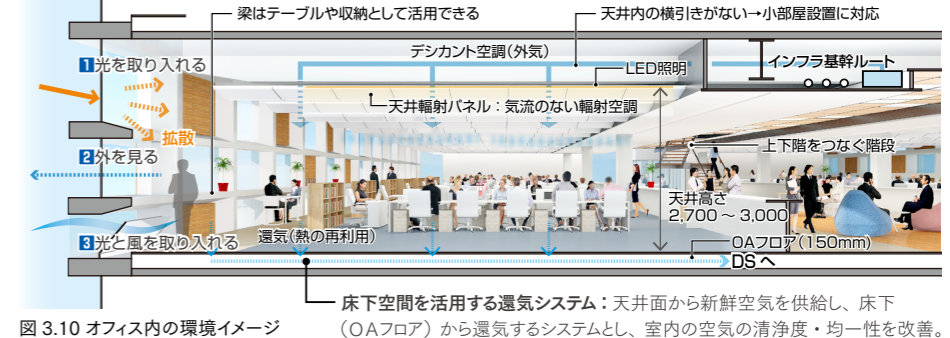 梁はテーブルや収納として活用できる
天井内の横引きがない→小部屋設置に対応
デシカント空調(外気)
インフラ基幹ルート
1光を取り入れる
LED照明
天井輻射パネル:気流のない輻射空調
拡散
上下階をつなぐ階段
2外を見る
天井高さ
2,700～3,000
3光と風を取り入れる
還気(熱の再利用)
OAフロア(150mm)
DSへ
床下空間を活用する還気システム:天井面から新鮮空気を供給し、床下
(OAフロア)から還気するシステムとし、室内の空気の清浄度・均一性を改善。
図 3.10 オフィス内の環境イメージ